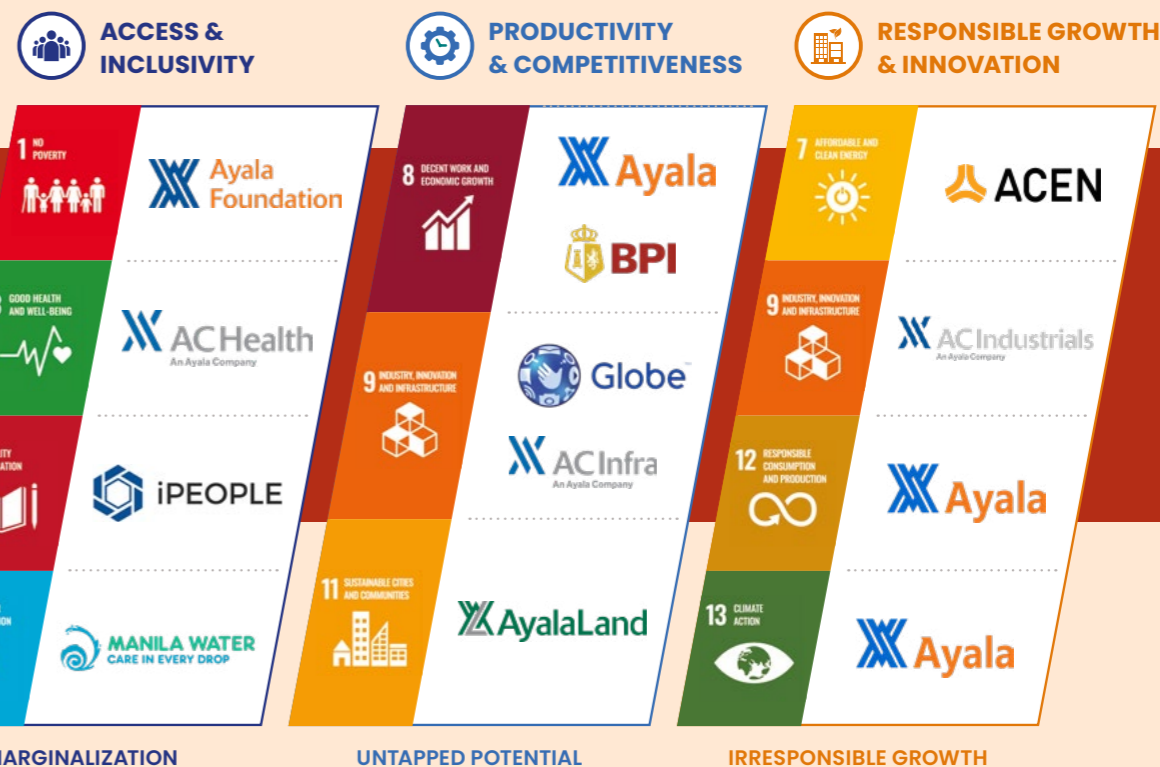 ACCESS &
INCLUSIVITY
1 NO
POVERTY
Ayala
Foundation
GOOD HEALTH
AND WELL-BEING
AC Health
An Ayala Company
iPEOPLE
MANILA WATER
CARE IN EVERY DROP
MARGINALIZATION
PRODUCTIVITY
& COMPETITIVENESS
8 DECENT WORK AND
ECONOMIC GROWTH
Ayala
BPI
9 INDUSTRY, INNOVATION
AND INFRASTRUCTURE
Globe
AC Infra
An Ayala Company
11 SUSTAINABLE CITIES
AND COMMUNITIES
AyalaLand
UNTAPPED POTENTIAL
RESPONSIBLE GROWTH
& INNOVATION
7 AFFORDABLE AND
CLEAN ENERGY
ACEN
9 INDUSTRY, INNOVATION
AND INFRASTRUCTURE
AC Industrials
An Ayala Company
12 RESPONSIBLE
CONSUMPTION
AND PRODUCTION
Ayala
13 CLIMATE
ACTION
Ayala
IRRESPONSIBLE GROWTH